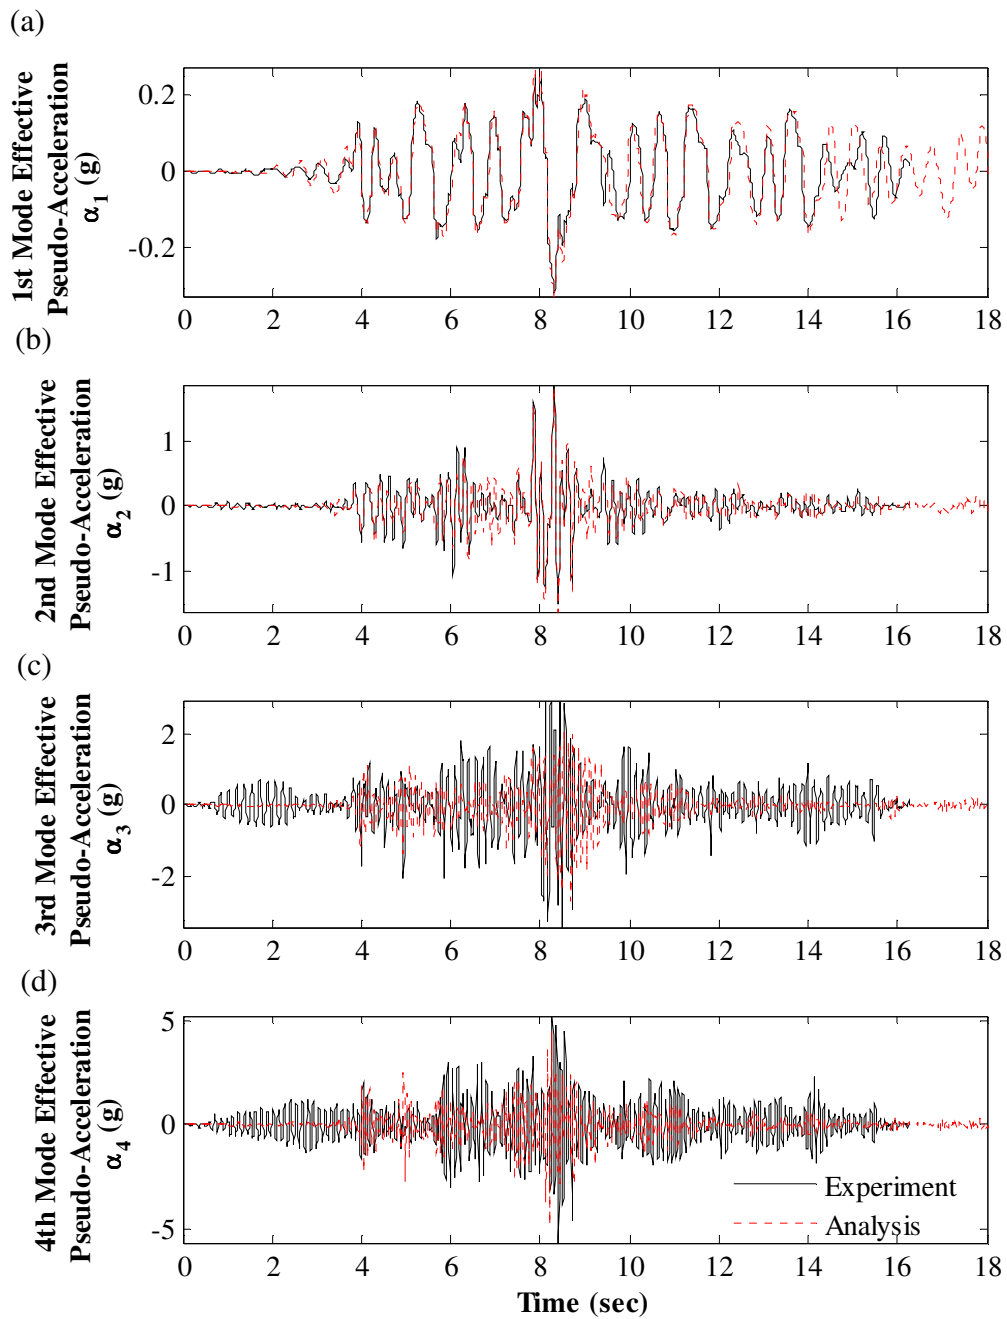 (a)
1st Mode Effective
Pseudo-Acceleration
α1 (g)
0.2
0
-0.2
0 2 4 6 8 10 12 14 16 18
(b)
2nd Mode Effective
Pseudo-Acceleration
α2 (g
1
0
-1
0 2 4 6 8 10 12 14 16 18
(c)
3rd Mode Effective
Pseudo-Acceleration
α3 (g)
2
0
-2
0 2 4 6 8 10 12 14 16 18
(d)
4th Mode Effective
Pseudo-Acceleration
α4 (g)
5
0
-5
Experiment
Analysis
0 2 4 6 8 10 12 14 16 18
Time (sec)